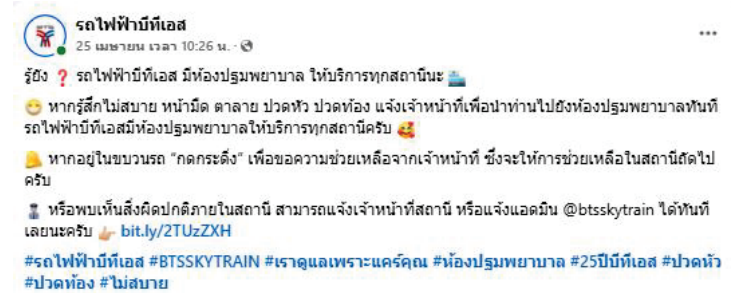 รถไฟฟ้าบีทีเอส
25 เมษายน เวลา 10:26 น. ·
รู้ยัง ❓ รถไฟฟ้าบีทีเอส มีห้องปฐมพยาบาล ให้บริการทุกสถานีนะ
😷 หากรู้สึกไม่สบาย หน้ามืด ตาลาย ปวดหัว ปวดท้อง แจ้งเจ้าหน้าที่เพื่อนำท่านไปยังห้องปฐมพยาบาลทันที
รถไฟฟ้าบีทีเอสมีห้องปฐมพยาบาลให้บริการทุกสถานีครับ 🥰
🔔 หากอยู่ในขบวนรถ "กดกระดิ่ง" เพื่อขอความช่วยเหลือจากเจ้าหน้าที่ ซึ่งจะให้การช่วยเหลือในสถานีถัดไป
ครับ
หรือพบเห็นสิ่งผิดปกติภายในสถานี สามารถแจ้งเจ้าหน้าที่สถานี หรือแจ้งแอดมิน @btsskytrain ได้ทันที
เลยนะครับ 👉 bit.ly/2TUzZXH
#รถไฟฟ้าบีทีเอส #BTSSKYTRAIN #เราดูแลเพราะแคร์คุณ #ห้องปฐมพยาบาล #25ปีบีทีเอส #ปวดหัว
#ปวดท้อง #ไม่สบาย